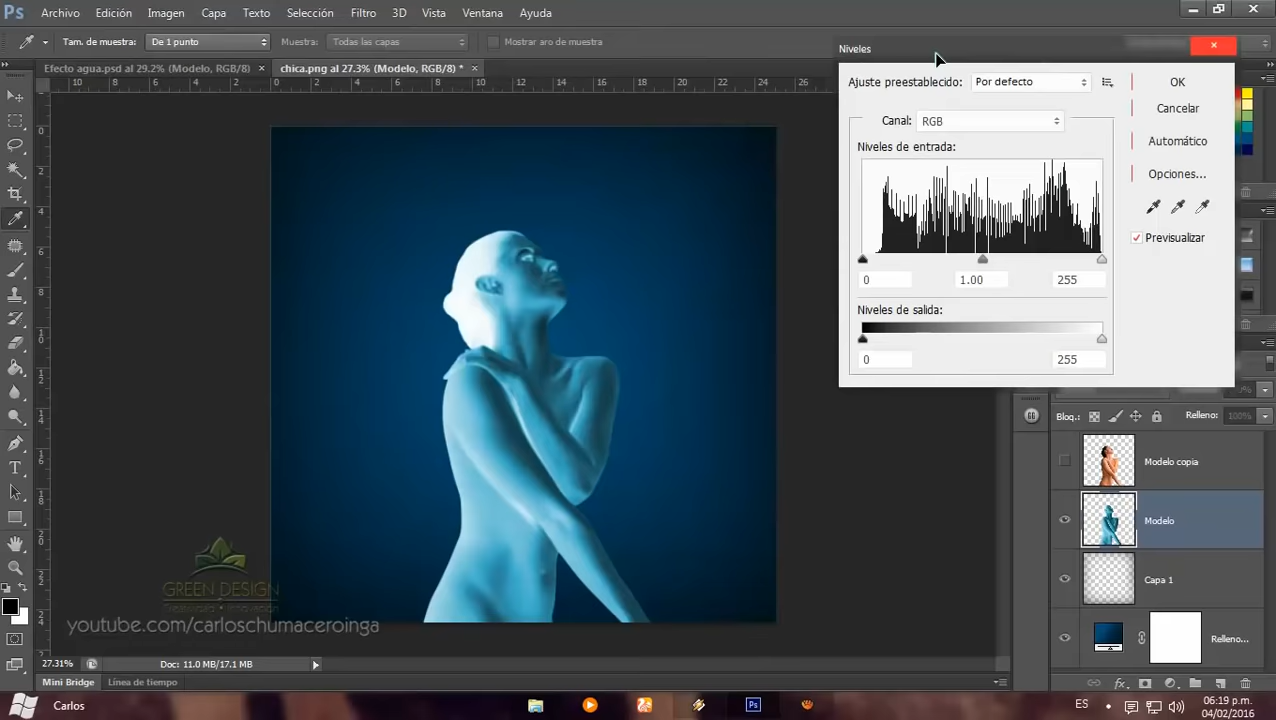 Ps Archivo Edición Imagen Capa Texto Selección Filtro 3D Vista Ventana Ayuda
Tam. de muestra: De 1 punto Muestra: Todas las capas Mostrar aro de muestra
Efecto agua.psd al 29.2% (Modelo, RGB/8) × chica.png al 27.3% (Modelo, RGB/8) * ×
Niveles
Ajuste preestablecido: Por defecto
OK
Canal: RGB
Cancelar
Niveles de entrada:
Automático
Opciones...
Previsualizar
0 1.00 255
Niveles de salida:
0 255
Bloq.: Relleno: 100%
Modelo copia
Modelo
Capa 1
Relleno...
GREEN DESIGN
youtube.com/carloschumaceroinga
27.31% Doc: 11.0 MB/17.1 MB
Mini Bridge Línea de tiempo
Carlos
ES 06:19 p.m.
04/02/2016